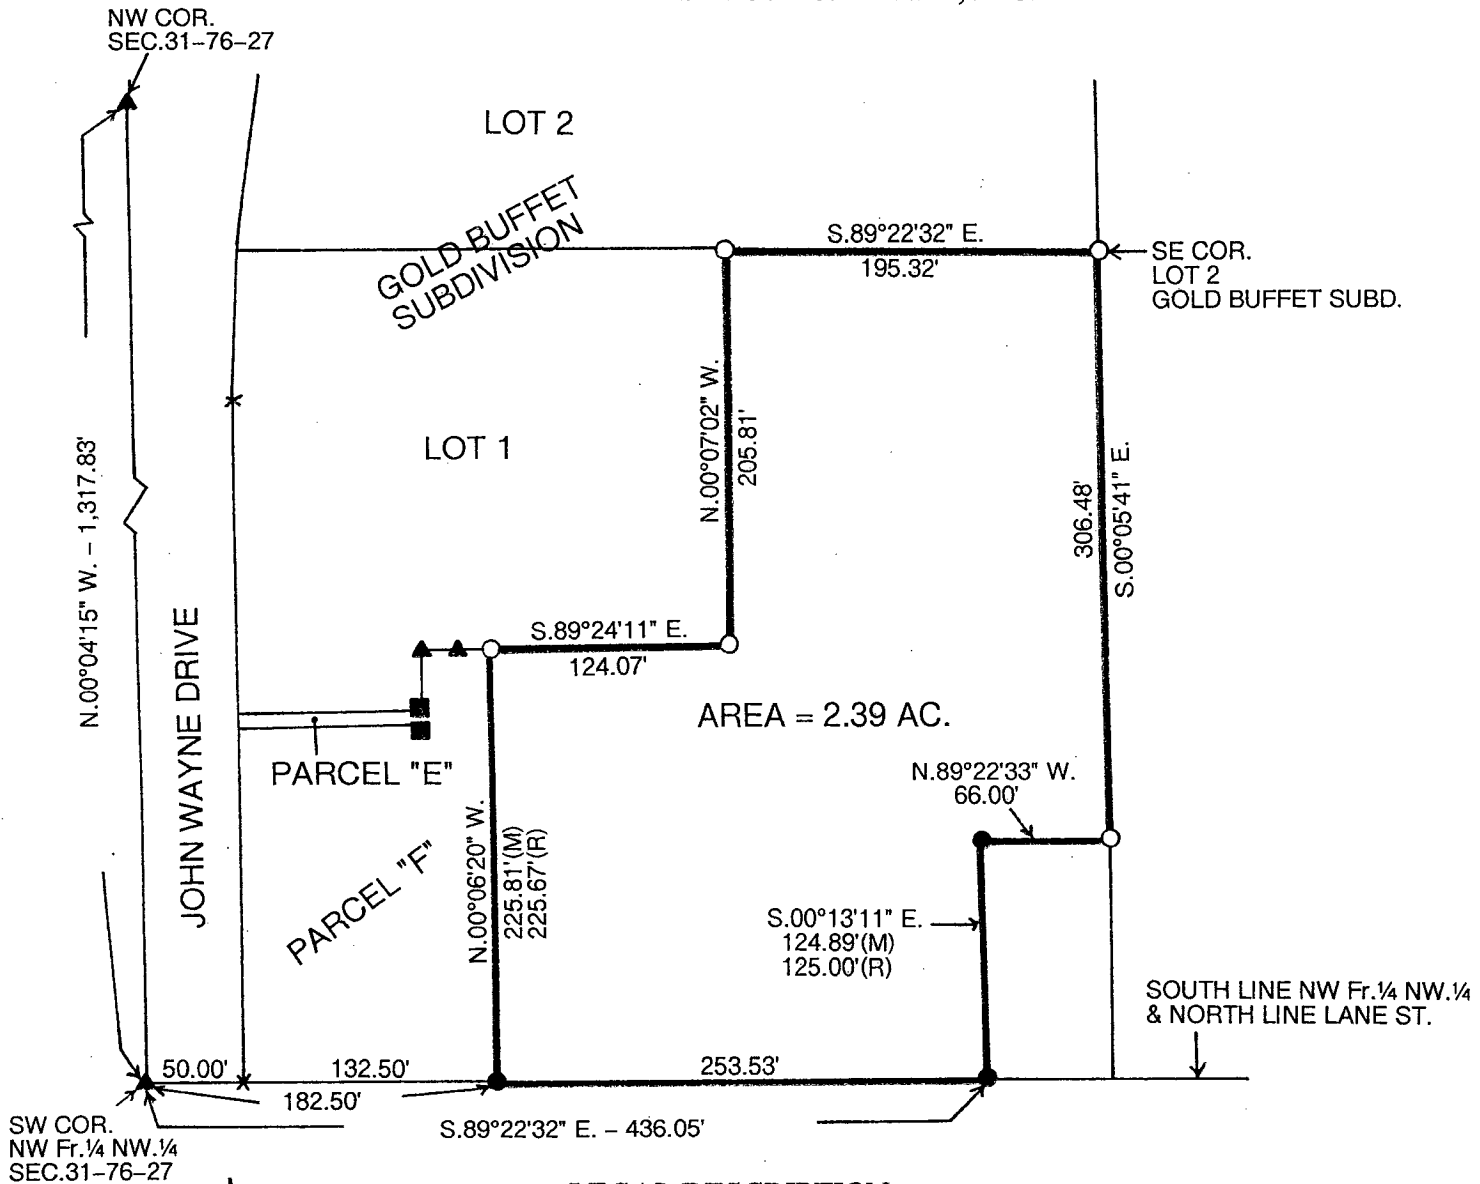 NW COR.
SEC.31-76-27
LOT 2
GOLD BUFFET
SUBDIVISION
S.89°22'32" E.
195.32'
SE COR.
LOT 2
GOLD BUFFET SUBD.
N.00°04'15" W. - 1,317.83'
LOT 1
N.00°07'02" W.
205.81'
306.48'
S.00°05'41" E.
JOHN WAYNE DRIVE
S.89°24'11" E.
124.07'
AREA = 2.39 AC.
PARCEL "E"
N.89°22'33" W.
66.00'
PARCEL "F"
N.00°06'20" W.
225.81'(M)
225.67'(R)
S.00°13'11" E.
124.89'(M)
125.00'(R)
SOUTH LINE NW Fr.¼ NW.¼
& NORTH LINE LANE ST.
50.00'
132.50'
253.53'
182.50'
S.89°22'32" E. - 436.05'
SW COR.
NW Fr.¼ NW.¼
SEC.31-76-27